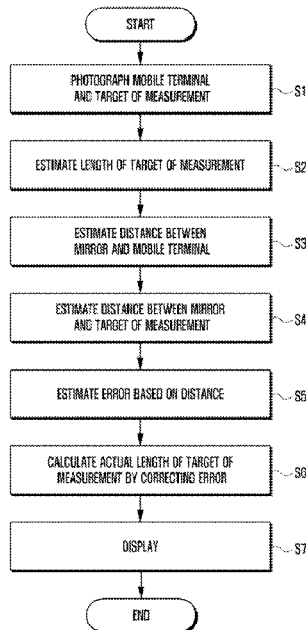 START
PHOTOGRAPH MOBILE TERMINAL
AND TARGET OF MEASUREMENT
S1
ESTIMATE LENGTH OF TARGET OF MEASUREMENT
S2
ESTIMATE DISTANCE BETWEEN
MIRROR AND MOBILE TERMINAL
S3
ESTIMATE DISTANCE BETWEEN MIRROR
AND TARGET OF MEASUREMENT
S4
ESTIMATE ERROR BASED ON DISTANCE
S5
CALCULATE ACTUAL LENGTH OF TARGET OF
MEASUREMENT BY CORRECTING ERROR
S6
DISPLAY
S7
END